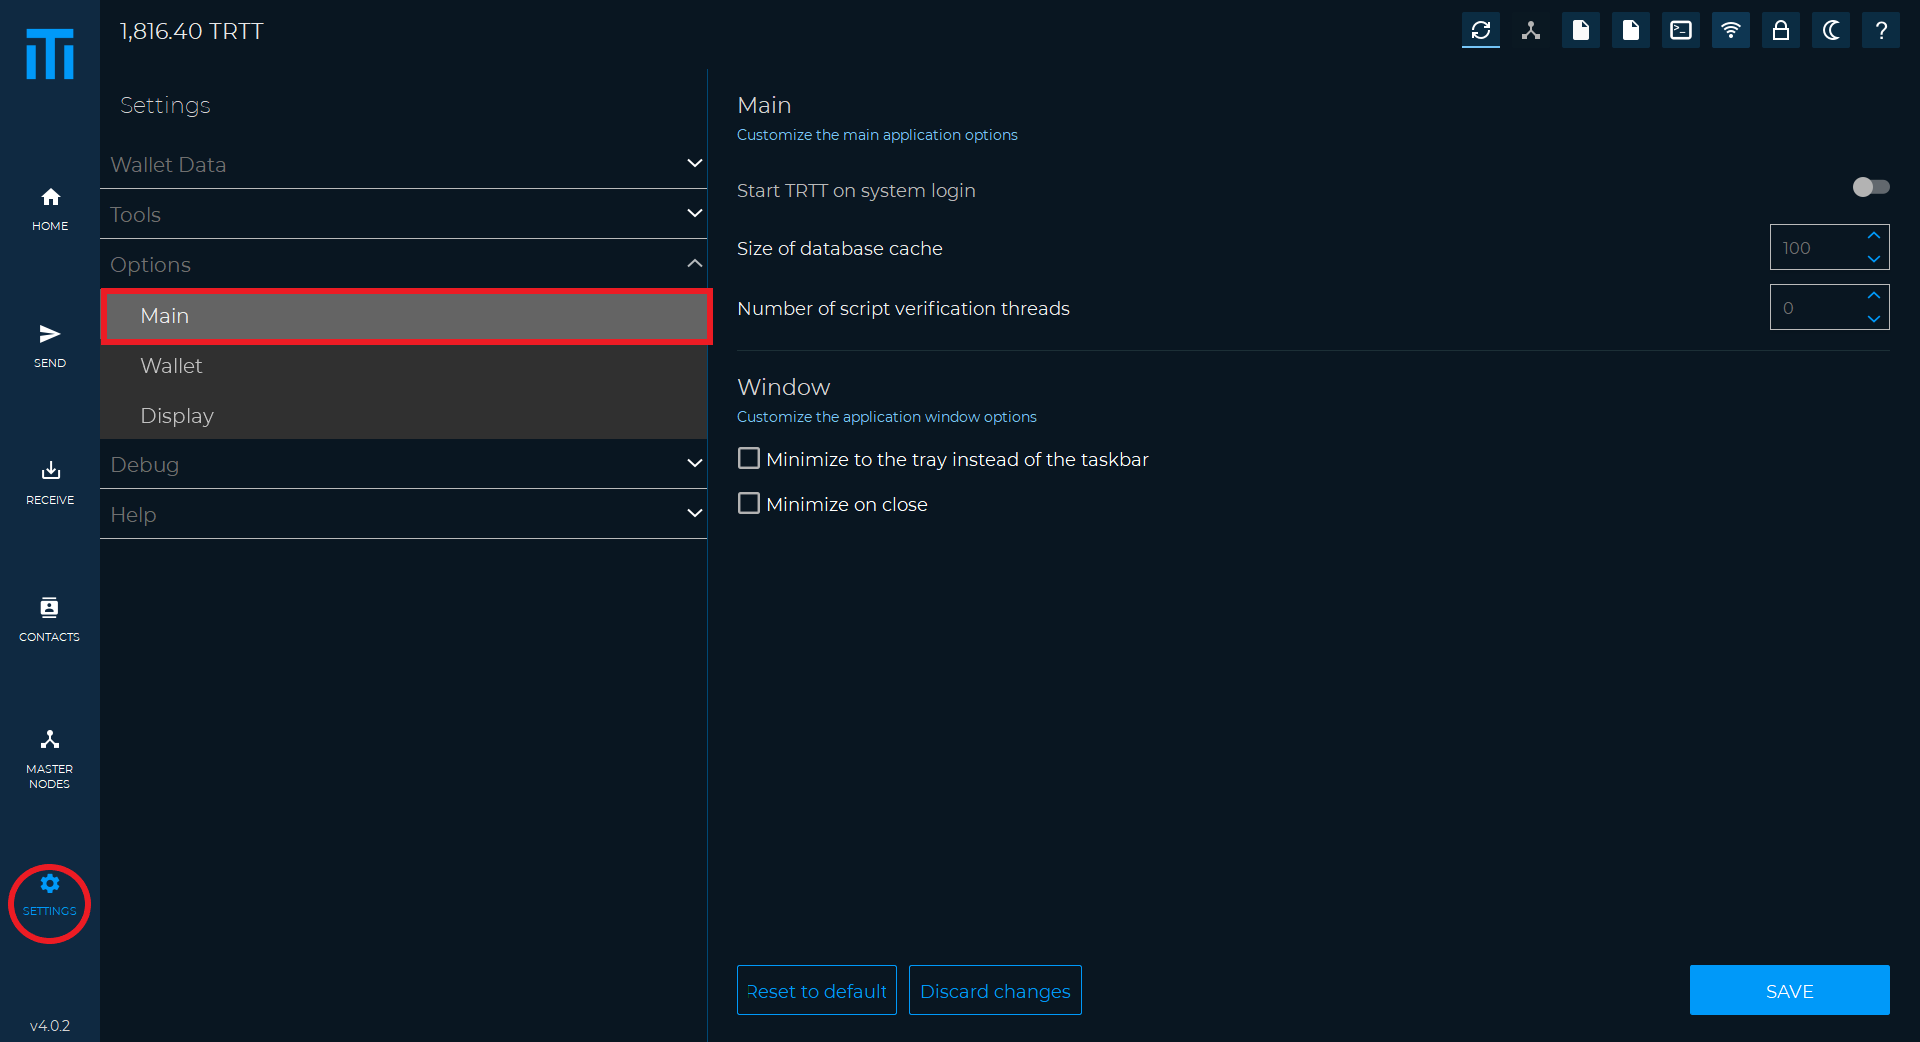 1,816.40 TRTT
?
HOME
SEND
RECEIVE
CONTACTS
MASTER
NODES
SETTINGS
v4.0.2
Settings
Wallet Data
Tools
Options
Main
Wallet
Display
Debug
Help
Main
Customize the main application options
Start TRTT on system login
Size of database cache
100
Number of script verification threads
0
Window
Customize the application window options
Minimize to the tray instead of the taskbar
Minimize on close
Reset to default
Discard changes
SAVE